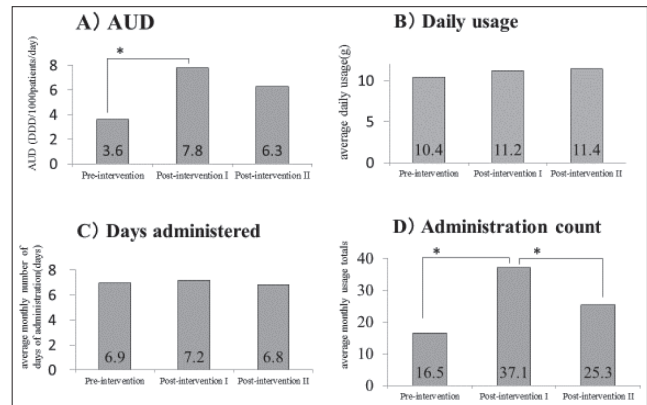 A) AUD
AUD (DDD/1000patients/day)
8
6
4
2
0
*
3.6
7.8
6.3
Pre-intervention
Post-intervention I
Post-intervention II
B) Daily usage
average daily usage(g)
10
5
0
10.4
11.2
11.4
Pre-intervention
Post-intervention I
Post-intervention II
C) Days administered
average monthly number of
days of administration(days)
8
6
4
2
0
6.9
7.2
6.8
Pre-intervention
Post-intervention I
Post-intervention II
D) Administration count
average monthly usage totals
40
30
20
10
0
*
*
16.5
37.1
25.3
Pre-intervention
Post-intervention I
Post-intervention II